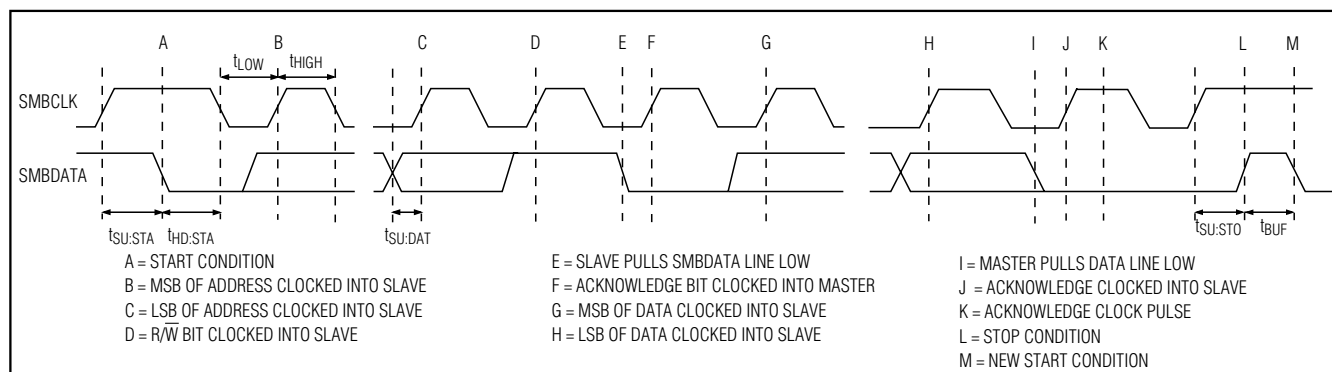 A B C D E F G H I J K L M
tLOW tHIGH
SMBCLK
SMBDATA
tSU:STA tHD:STA tSU:DAT tSU:STO tBUF
A = START CONDITION
B = MSB OF ADDRESS CLOCKED INTO SLAVE
C = LSB OF ADDRESS CLOCKED INTO SLAVE
D = R/W̅ BIT CLOCKED INTO SLAVE
E = SLAVE PULLS SMBDATA LINE LOW
F = ACKNOWLEDGE BIT CLOCKED INTO MASTER
G = MSB OF DATA CLOCKED INTO SLAVE
H = LSB OF DATA CLOCKED INTO SLAVE
I = MASTER PULLS DATA LINE LOW
J = ACKNOWLEDGE CLOCKED INTO SLAVE
K = ACKNOWLEDGE CLOCK PULSE
L = STOP CONDITION
M = NEW START CONDITION